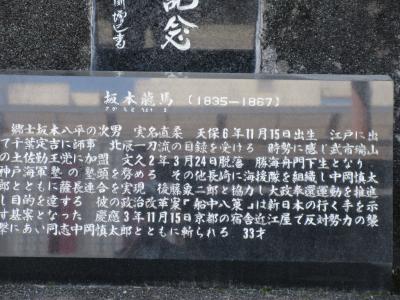 記念
坂本龍馬 (1835—1867)
さかもとりょうま
郷士坂本八平の次男 実名直柔 天保6年11月15日出生 江戸に出
て千葉定吉に師事 北辰一刀流の目録を受ける 時勢に感じ武市瑞山
の土佐勤王党に加盟 文久2年3月24日脱藩 勝海舟門下生となり
神戸海軍塾の塾頭を努める その他長崎に海援隊を組織し中岡慎太
郎とともに薩長連合を実現 後藤象二郎と協力し大政奉還運動を推進
し目的を達する 彼の政治改革案『船中八策』は新日本の行く手を示
す基案となった 慶應3年11月15日京都の宿舎近江屋で反対勢力の襲
撃にあい同志中岡慎太郎とともに斬られる 33才